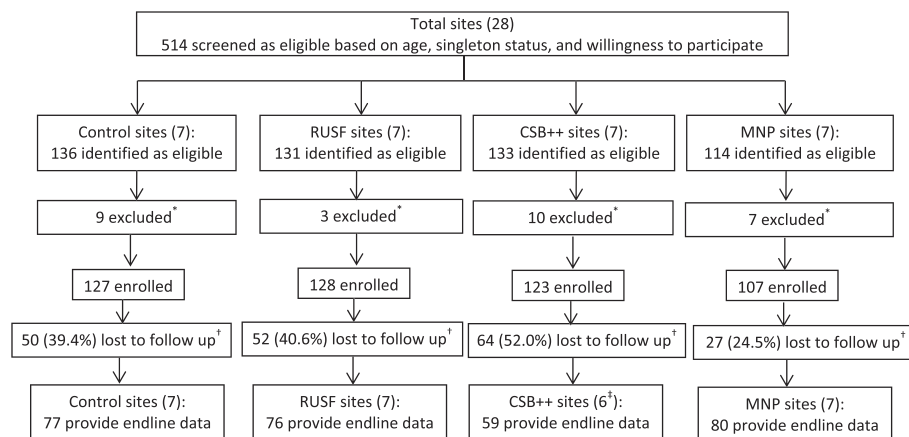 Total sites (28)
514 screened as eligible based on age, singleton status, and willingness to participate
Control sites (7):
136 identified as eligible
RUSF sites (7):
131 identified as eligible
CSB++ sites (7):
133 identified as eligible
MNP sites (7):
114 identified as eligible
9 excluded*
3 excluded*
10 excluded*
7 excluded*
127 enrolled
128 enrolled
123 enrolled
107 enrolled
50 (39.4%) lost to follow up†
52 (40.6%) lost to follow up†
64 (52.0%) lost to follow up†
27 (24.5%) lost to follow up†
Control sites (7):
77 provide endline data
RUSF sites (7):
76 provide endline data
CSB++ sites (6‡):
59 provide endline data
MNP sites (7):
80 provide endline data